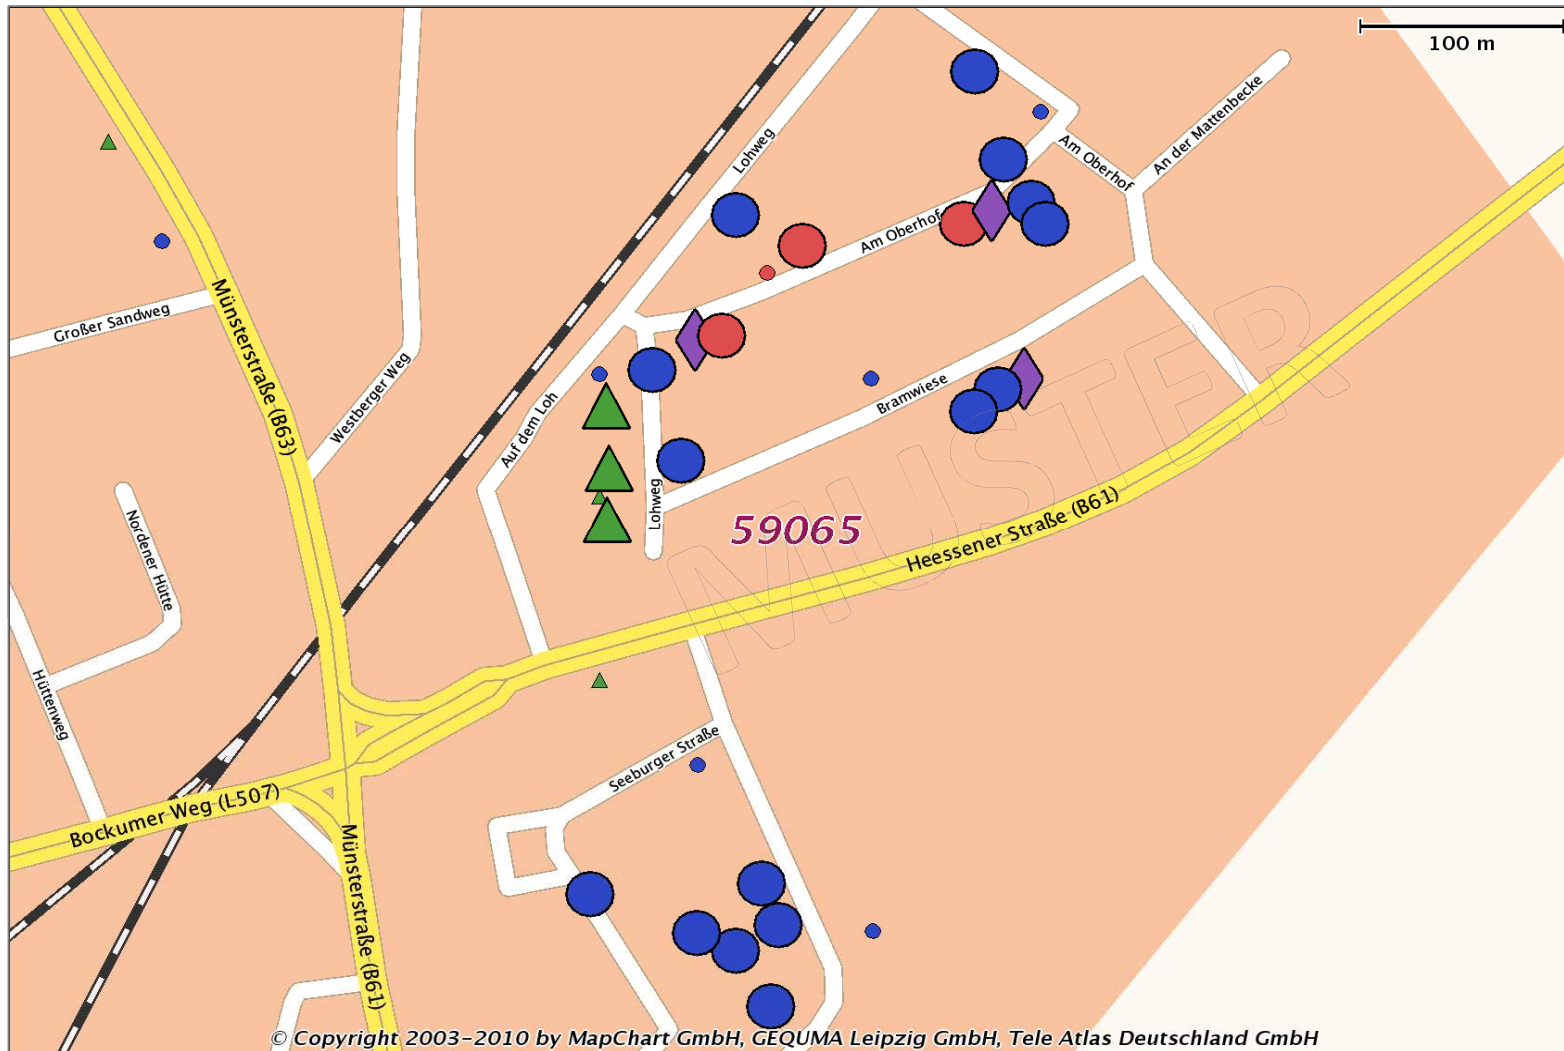 100 m
Lohweg
Am Oberhof
An der Mattenbecke
Am Oberhof
Großer Sandweg
Münsterstraße (B63)
Westberger Weg
Auf dem Loh
Bramwiese
Lohweg
59065
MUSTER
Heessener Straße (B61)
Nordener Hütte
Hüttenweg
Seeburger Straße
Bockumer Weg (L507)
Münsterstraße (B61)
© Copyright 2003-2010 by MapChart GmbH, GEQUMA Leipzig GmbH, Tele Atlas Deutschland GmbH